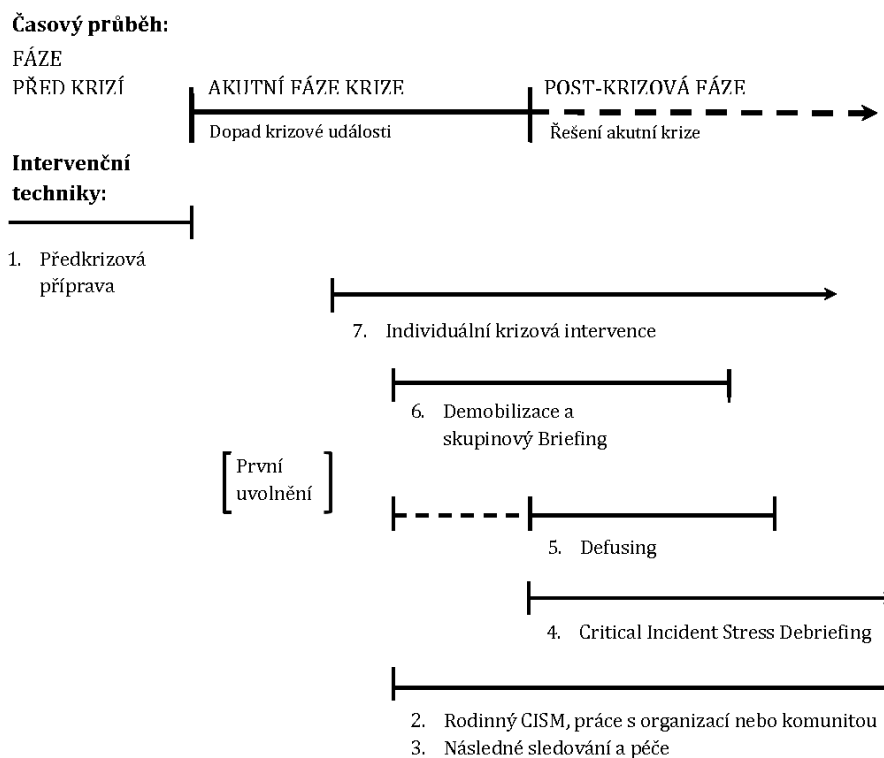 Časový průběh:
FÁZE
PŘED KRIZÍ
AKUTNÍ FÁZE KRIZE
POST-KRIZOVÁ FÁZE
Dopad krizové události
Řešení akutní krize
Intervenční
techniky:
1. Předkrizová
příprava
7. Individuální krizová intervence
6. Demobilizace a
skupinový Briefing
První
uvolnění
5. Defusing
4. Critical Incident Stress Debriefing
2. Rodinný CISM, práce s organizací nebo komunitou
3. Následné sledování a péče